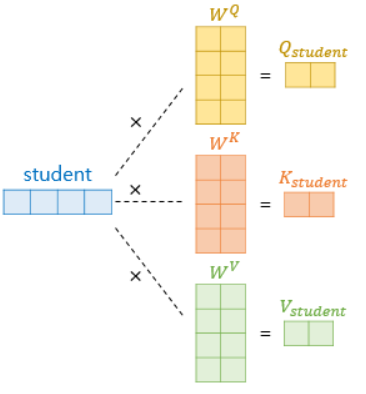 W^Q
× = Q_student
W^K
student × = K_student
W^V
× = V_student